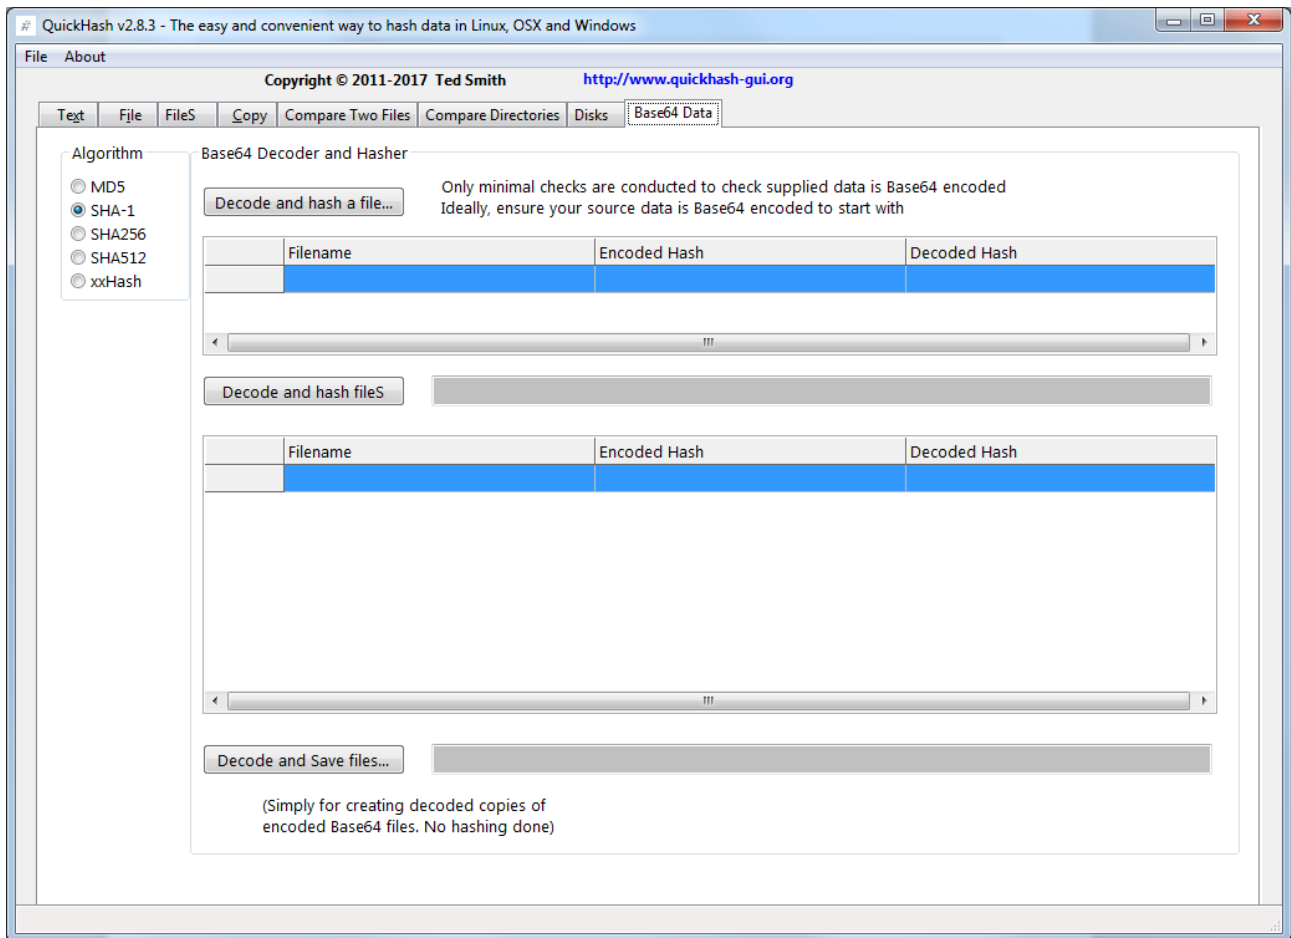 QuickHash v2.8.3 - The easy and convenient way to hash data in Linux, OSX and Windows
File About
Copyright © 2011-2017 Ted Smith http://www.quickhash-gui.org
Text File FileS Copy Compare Two Files Compare Directories Disks Base64 Data
Algorithm
MD5
SHA-1
SHA256
SHA512
xxHash
Base64 Decoder and Hasher
Decode and hash a file...
Only minimal checks are conducted to check supplied data is Base64 encoded
Ideally, ensure your source data is Base64 encoded to start with
Filename Encoded Hash Decoded Hash
Decode and hash fileS
Filename Encoded Hash Decoded Hash
Decode and Save files...
(Simply for creating decoded copies of
encoded Base64 files. No hashing done)